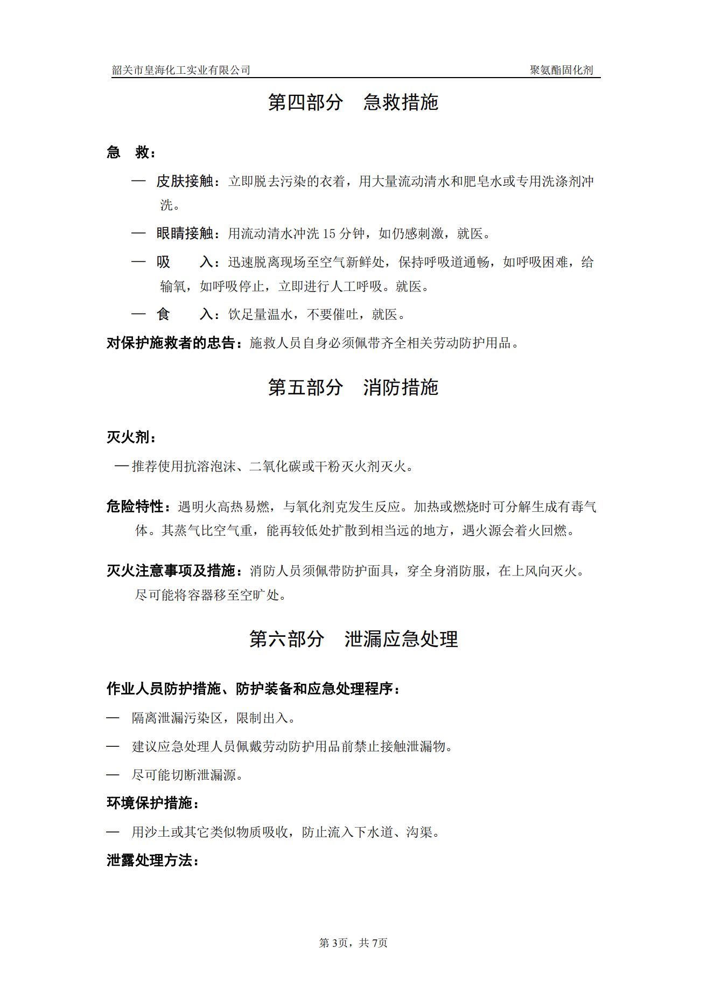 韶关市皇海化工实业有限公司 聚氨酯固化剂
第四部分 急救措施
急 救：
— 皮肤接触：立即脱去污染的衣着，用大量流动清水和肥皂水或专用洗涤剂冲
洗。
— 眼睛接触：用流动清水冲洗 15 分钟，如仍感刺激，就医。
— 吸 入：迅速脱离现场至空气新鲜处，保持呼吸道通畅，如呼吸困难，给
输氧，如呼吸停止，立即进行人工呼吸。就医。
— 食 入：饮足量温水，不要催吐，就医。
对保护施救者的忠告：施救人员自身必须佩带齐全相关劳动防护用品。
第五部分 消防措施
灭火剂：
— 推荐使用抗溶泡沫、二氧化碳或干粉灭火剂灭火。
危险特性：遇明火高热易燃，与氧化剂克发生反应。加热或燃烧时可分解生成有毒气
体。其蒸气比空气重，能再较低处扩散到相当远的地方，遇火源会着火回燃。
灭火注意事项及措施：消防人员须佩带防护面具，穿全身消防服，在上风向灭火。
尽可能将容器移至空旷处。
第六部分 泄漏应急处理
作业人员防护措施、防护装备和应急处理程序：
— 隔离泄漏污染区，限制出入。
— 建议应急处理人员佩戴劳动防护用品前禁止接触泄漏物。
— 尽可能切断泄漏源。
环境保护措施：
— 用沙土或其它类似物质吸收，防止流入下水道、沟渠。
泄露处理方法：
第 3页，共 7页